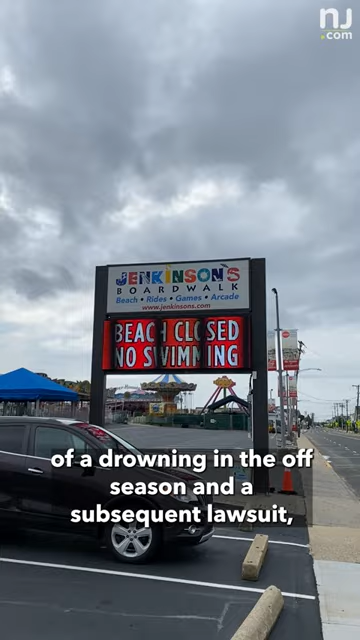 nj
.com
JENKINSON'S
BOARDWALK
Beach • Rides • Games • Arcade
www.jenkinsons.com
BEACH CLOSED
NO SWIMMING
of a drowning in the off
season and a
subsequent lawsuit,